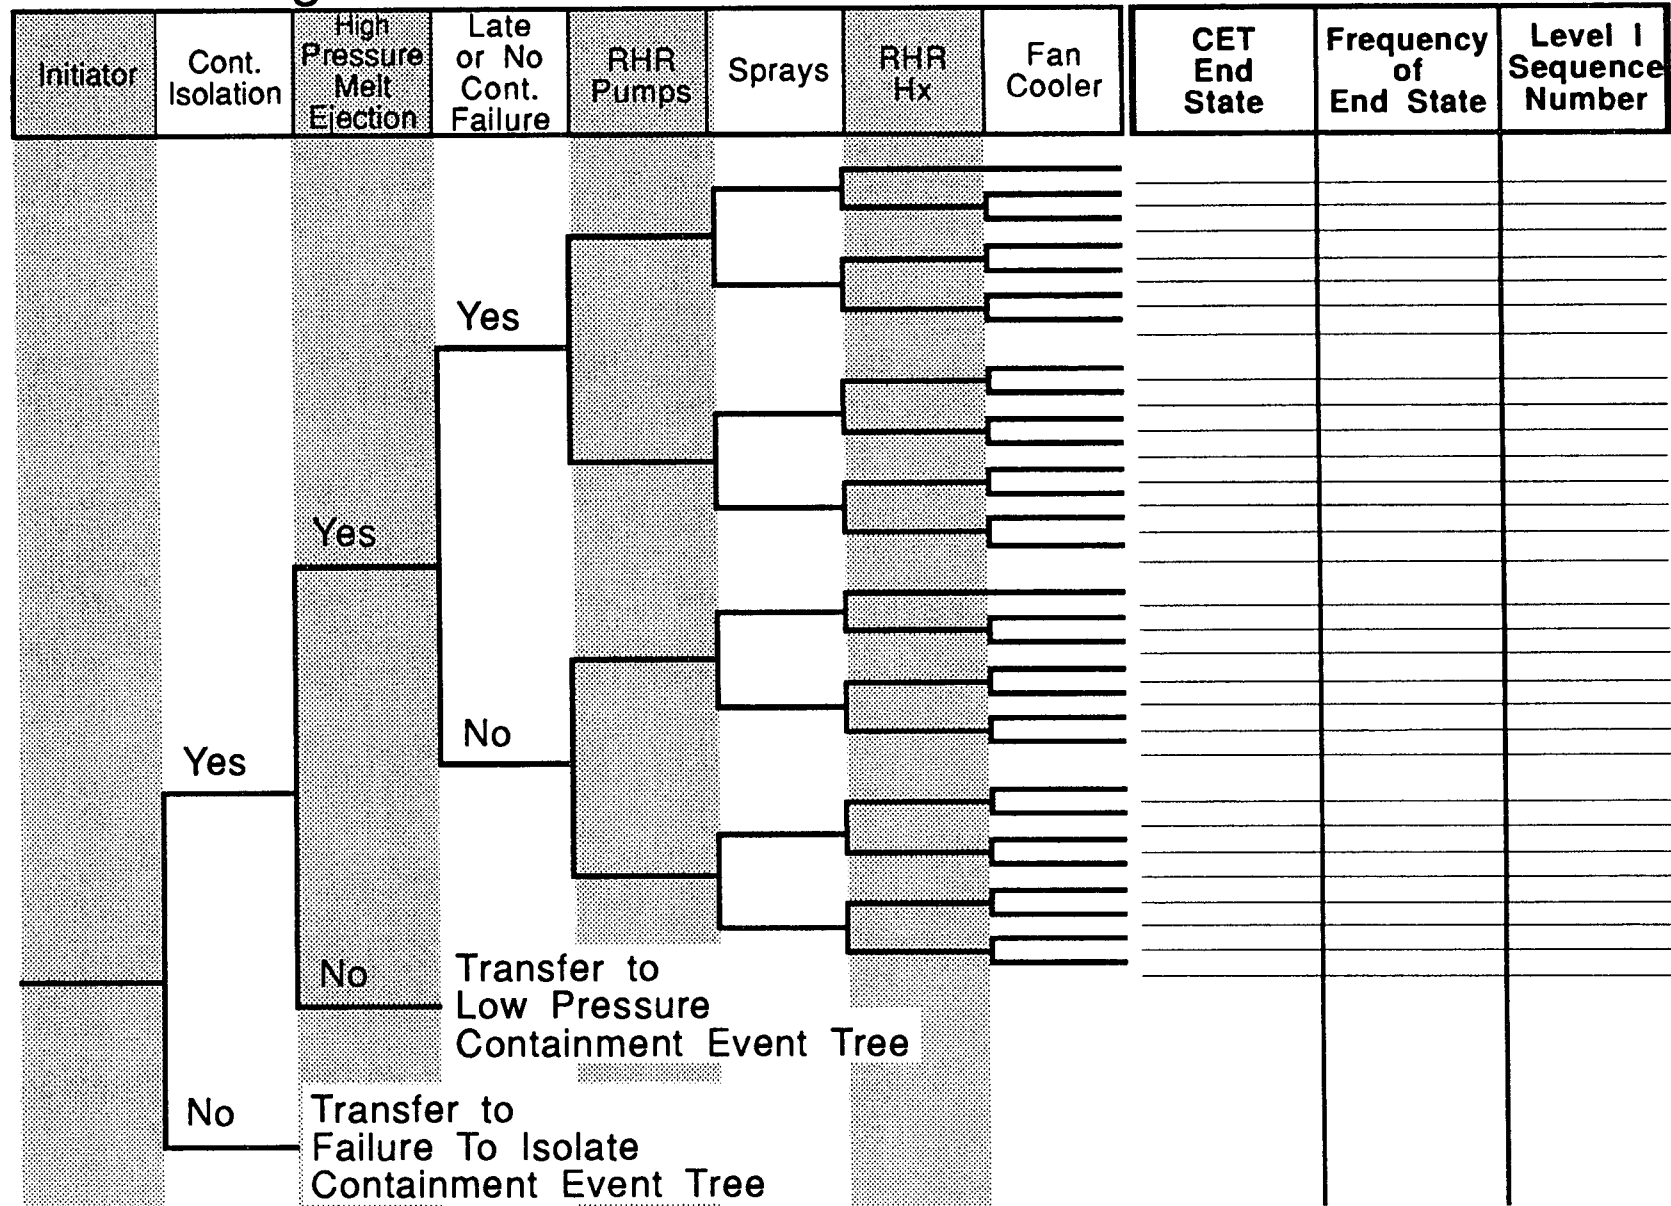 Initiator
Cont.
Isolation
High
Pressure
Melt
Ejection
Late
or No
Cont.
Failure
RHR
Pumps
Sprays
RHR
Hx
Fan
Cooler
CET
End
State
Frequency
of
End State
Level I
Sequence
Number
Yes
Yes
Yes
No
No
Transfer to
Low Pressure
Containment Event Tree
No
Transfer to
Failure To Isolate
Containment Event Tree